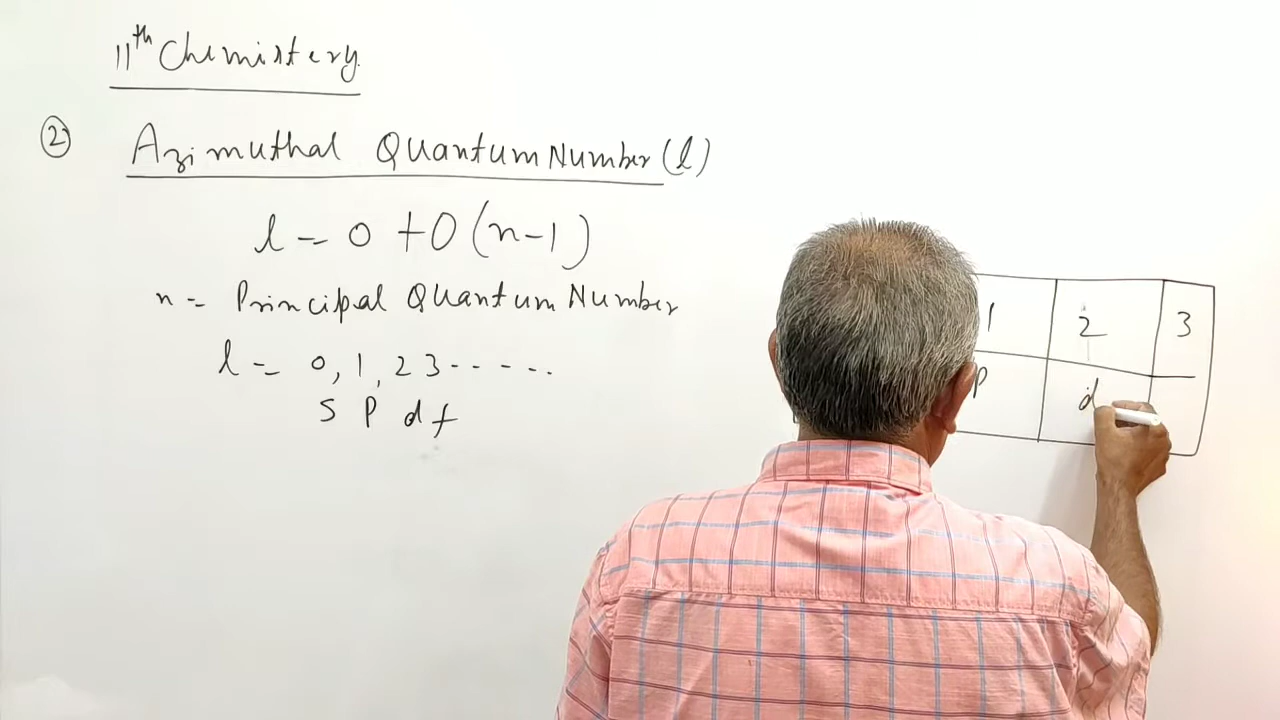 11th Chemistery
② Azimuthal Quantum Number (l)
l = 0 to (n-1)
n = Principal Quantum Number
l = 0, 1, 2 3 ------
s p d f
1 2 3
p d